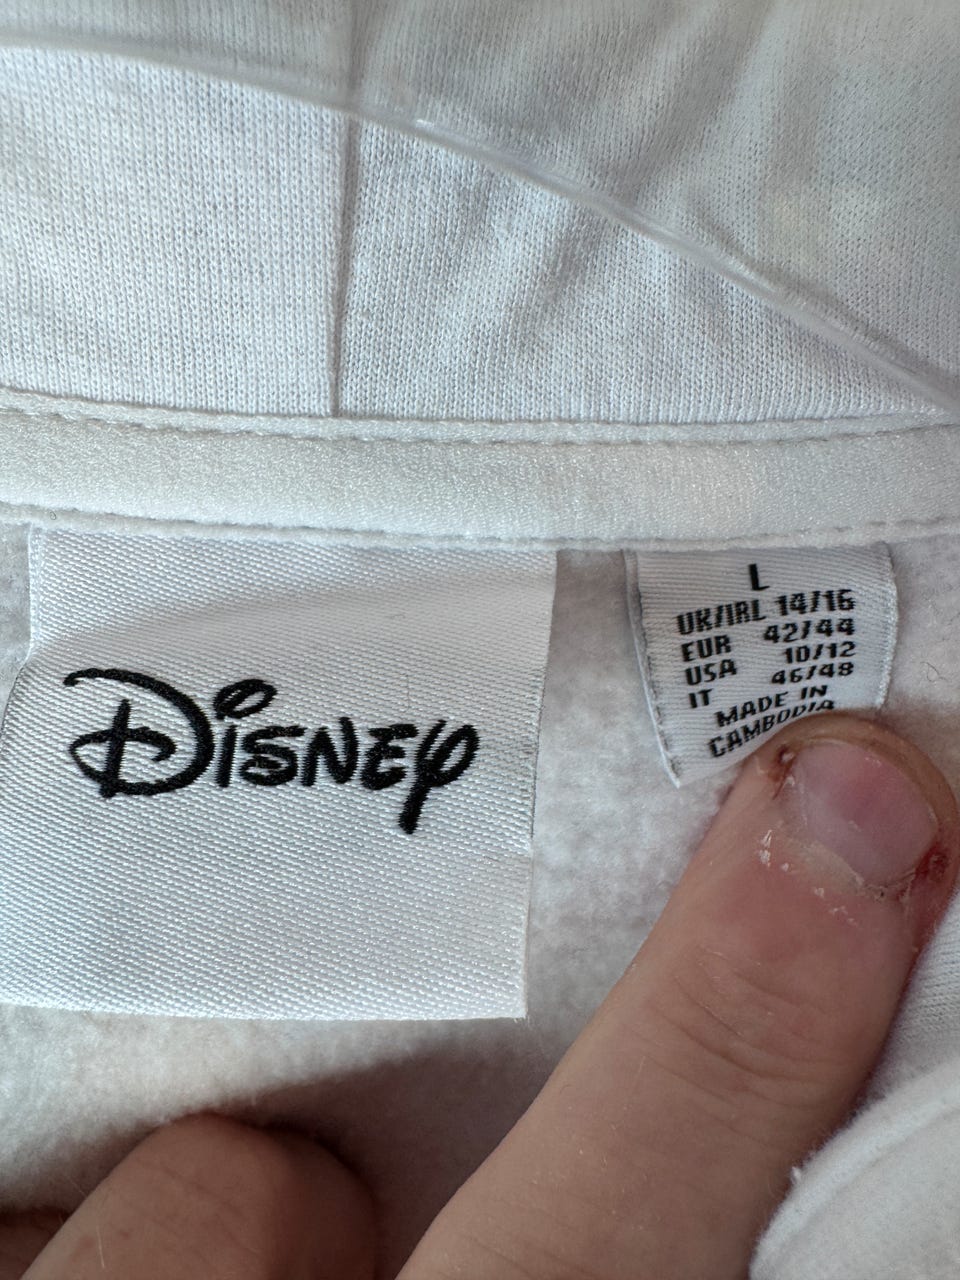 Disney
L
UK/IRL 14/16
EUR 42/44
USA 10/12
IT 46/48
MADE IN
CAMBODIA